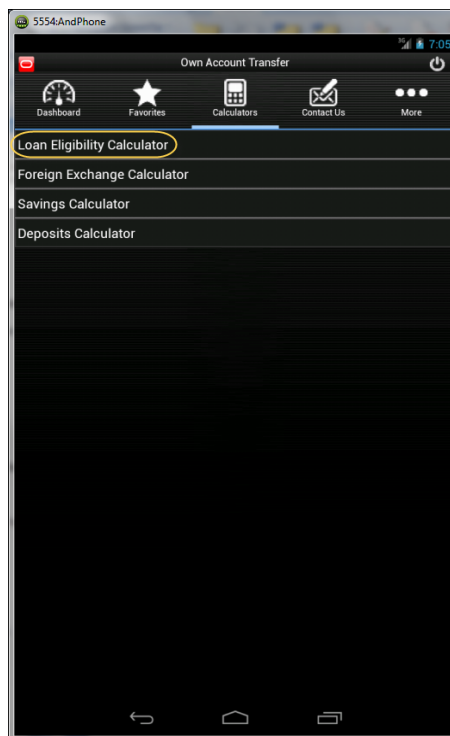 5554:AndPhone
3G 7:05
Own Account Transfer
Dashboard Favorites Calculators Contact Us More
Loan Eligibility Calculator
Foreign Exchange Calculator
Savings Calculator
Deposits Calculator